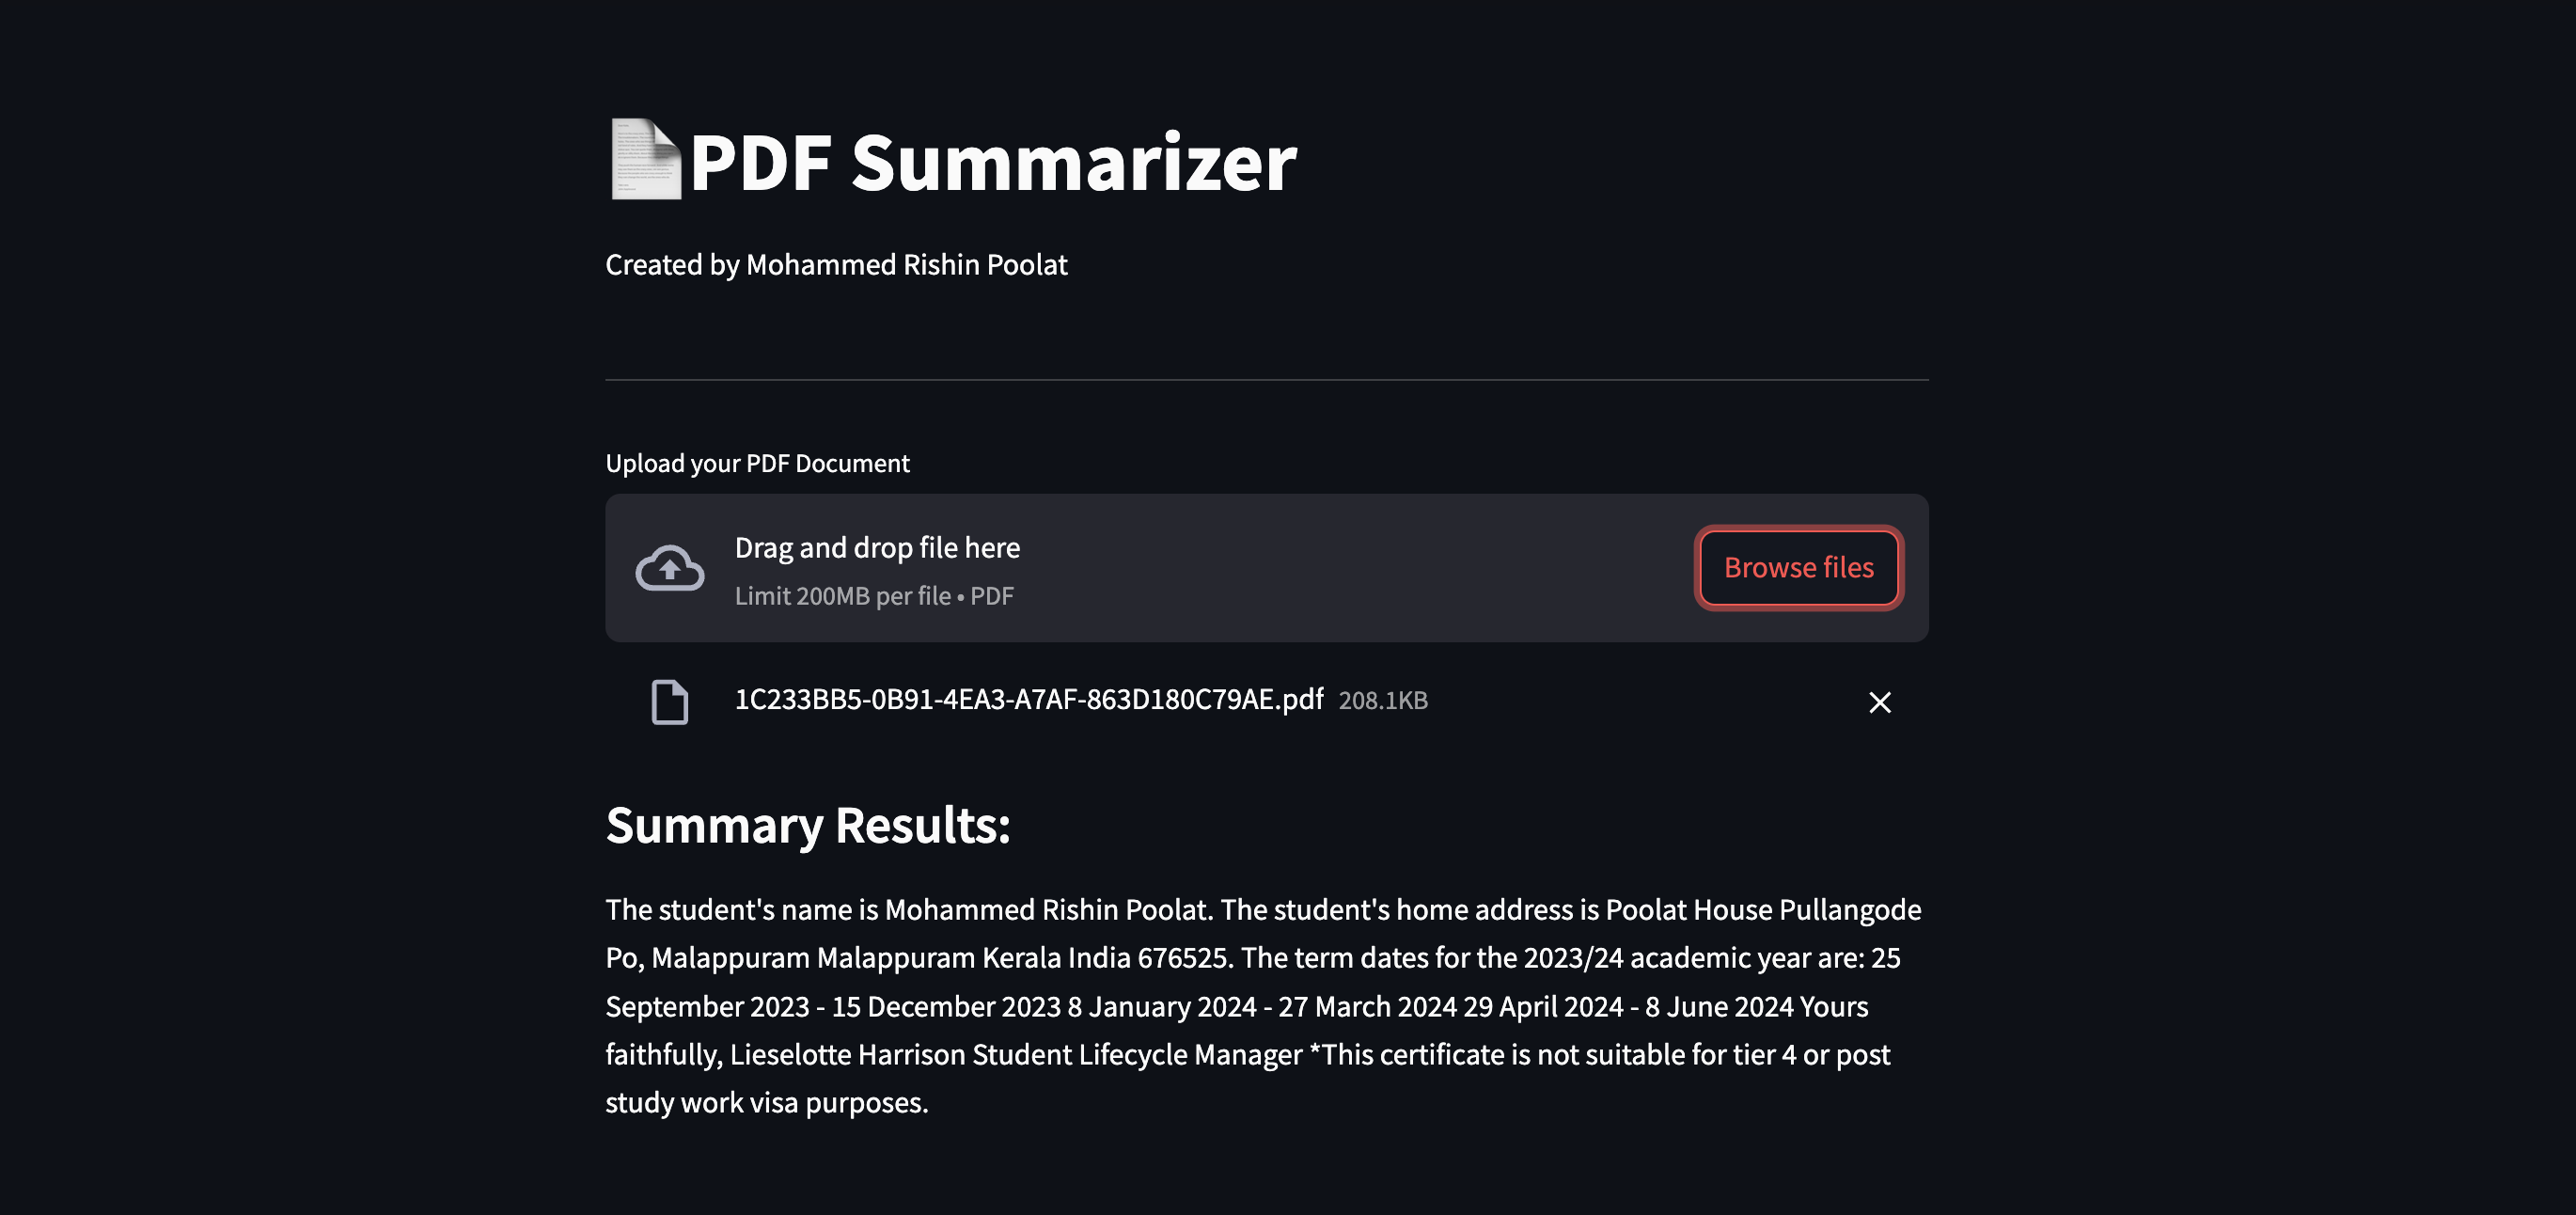 PDF Summarizer
Created by Mohammed Rishin Poolat
Upload your PDF Document
Drag and drop file here
Limit 200MB per file • PDF
Browse files
1C233BB5-0B91-4EA3-A7AF-863D180C79AE.pdf 208.1KB
Summary Results:
The student's name is Mohammed Rishin Poolat. The student's home address is Poolat House Pullangode
Po, Malappuram Malappuram Kerala India 676525. The term dates for the 2023/24 academic year are: 25
September 2023 - 15 December 2023 8 January 2024 - 27 March 2024 29 April 2024 - 8 June 2024 Yours
faithfully, Lieselotte Harrison Student Lifecycle Manager *This certificate is not suitable for tier 4 or post
study work visa purposes.